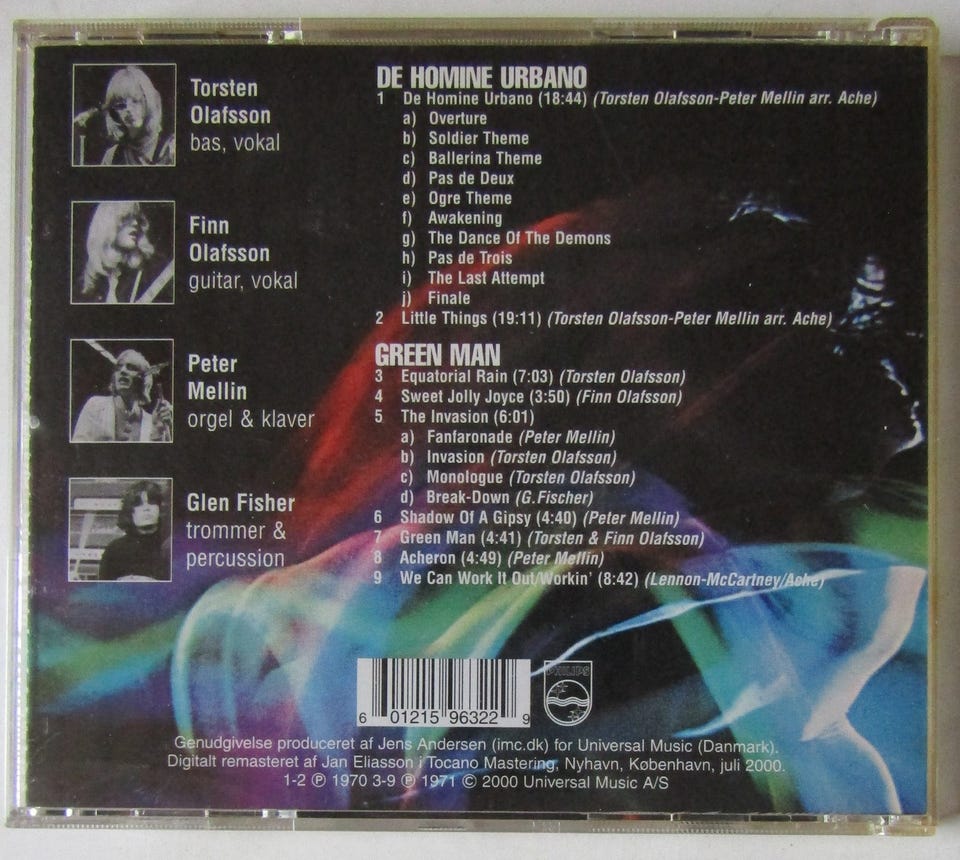 Torsten
Olafsson
bas, vokal
Finn
Olafsson
guitar, vokal
Peter
Mellin
orgel & klaver
Glen Fisher
trommer &
percussion
DE HOMINE URBANO
1 De Homine Urbano (18:44) (Torsten Olafsson-Peter Mellin arr. Ache)
a) Overture
b) Soldier Theme
c) Ballerina Theme
d) Pas de Deux
e) Ogre Theme
f) Awakening
g) The Dance Of The Demons
h) Pas de Trois
i) The Last Attempt
j) Finale
2 Little Things (19:11) (Torsten Olafsson-Peter Mellin arr. Ache)
GREEN MAN
3 Equatorial Rain (7:03) (Torsten Olafsson)
4 Sweet Jolly Joyce (3:50) (Finn Olafsson)
5 The Invasion (6:01)
a) Fanfaronade (Peter Mellin)
b) Invasion (Torsten Olafsson)
c) Monologue (Torsten Olafsson)
d) Break-Down (G.Fischer)
6 Shadow Of A Gipsy (4:40) (Peter Mellin)
7 Green Man (4:41) (Torsten & Finn Olafsson)
8 Acheron (4:49) (Peter Mellin)
9 We Can Work It Out/Workin' (8:42) (Lennon-McCartney/Ache)
6 01215 96322 9
PHILIPS
Genudgivelse produceret af Jens Andersen (imc.dk) for Universal Music (Danmark).
Digitalt remasteret af Jan Eliasson i Tocano Mastering, Nyhavn, København, juli 2000.
1-2 ℗ 1970 3-9 ℗ 1971 © 2000 Universal Music A/S